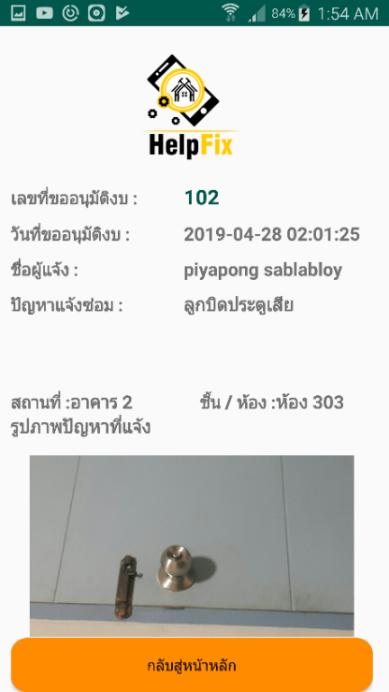 84% 1:54 AM
HelpFix
เลขที่ขออนุมัติงบ : 102
วันที่ขออนุมัติงบ : 2019-04-28 02:01:25
ชื่อผู้แจ้ง : piyapong sablabloy
ปัญหาแจ้งซ่อม : ลูกบิดประตูเสีย
สถานที่ :อาคาร 2 ชั้น / ห้อง :ห้อง 303
รูปภาพปัญหาที่แจ้ง
กลับสู่หน้าหลัก